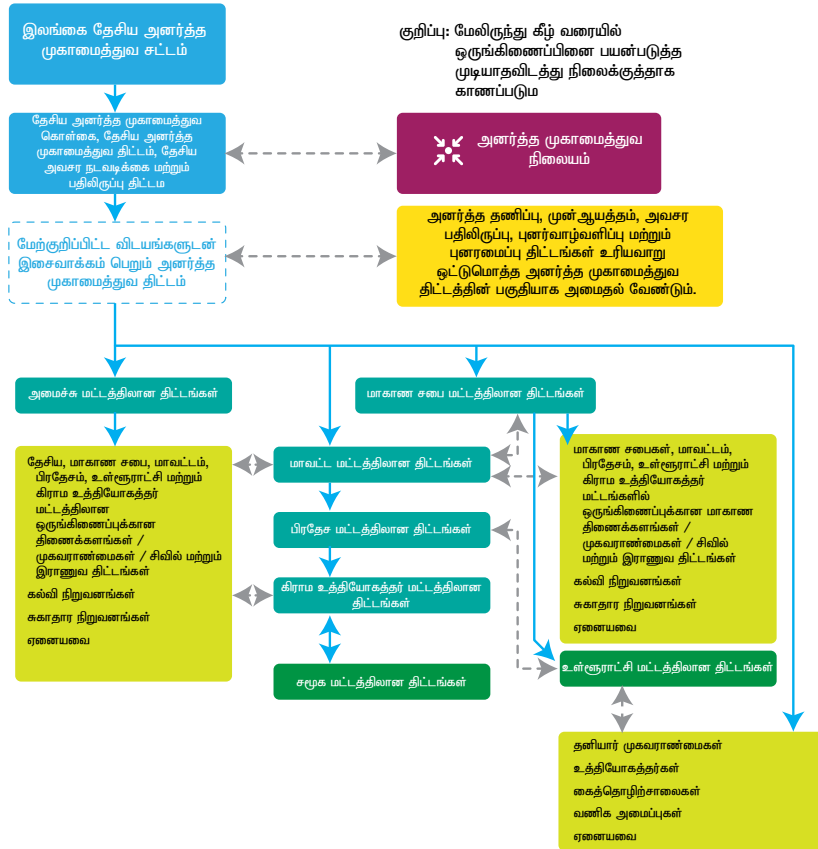 இலங்கை தேசிய அனர்த்த
முகாமைத்துவ சட்டம்
குறிப்பு: மேலிருந்து கீழ் வரையில்
ஒருங்கிணைப்பினை பயன்படுத்த
முடியாதவிடத்து நிலைக்குத்தாக
காணப்படும
தேசிய அனர்த்த முகாமைத்துவ
கொள்கை, தேசிய அனர்த்த
முகாமைத்துவ திட்டம், தேசிய
அவசர நடவடிக்கை மற்றும்
பதிலிருப்பு திட்டம
அனர்த்த முகாமைத்துவ
நிலையம்
மேற்குறிப்பிட்ட விடயங்களுடன்
இசைவாக்கம் பெறும் அனர்த்த
முகாமைத்துவ திட்டம்
அனர்த்த தணிப்பு, முன்ஆயத்தம், அவசர
பதிலிருப்பு, புனர்வாழ்வளிப்பு மற்றும்
புனரமைப்பு திட்டங்கள் உரியவாறு
ஒட்டுமொத்த அனர்த்த முகாமைத்துவ
திட்டத்தின் பகுதியாக அமைதல் வேண்டும்.
அமைச்சு மட்டத்திலான திட்டங்கள்
மாகாண சபை மட்டத்திலான திட்டங்கள்
தேசிய, மாகாண சபை, மாவட்டம்,
பிரதேசம், உள்ளூராட்சி மற்றும்
கிராம உத்தியோகத்தர்
மட்டத்திலான
ஒருங்கிணைப்புக்கான
திணைக்களங்கள் /
முகவராண்மைகள் / சிவில் மற்றும்
இராணுவ திட்டங்கள்
கல்வி நிறுவனங்கள்
சுகாதார நிறுவனங்கள்
ஏனையவை
மாவட்ட மட்டத்திலான திட்டங்கள்
பிரதேச மட்டத்திலான திட்டங்கள்
கிராம உத்தியோகத்தர் மட்டத்திலான
திட்டங்கள்
சமூக மட்டத்திலான திட்டங்கள்
மாகாண சபைகள், மாவட்டம்,
பிரதேசம், உள்ளூராட்சி மற்றும்
கிராம உத்தியோகத்தர்
மட்டங்களில்
ஒருங்கிணைப்புக்கான மாகாண
திணைக்களங்கள் /
முகவராண்மைகள் / சிவில்
மற்றும் இராணுவ திட்டங்கள்
கல்வி நிறுவனங்கள்
சுகாதார நிறுவனங்கள்
ஏனையவை
உள்ளூராட்சி மட்டத்திலான திட்டங்கள்
தனியார் முகவராண்மைகள்
உத்தியோகத்தர்கள்
கைத்தொழிற்சாலைகள்
வணிக அமைப்புகள்
ஏனையவை